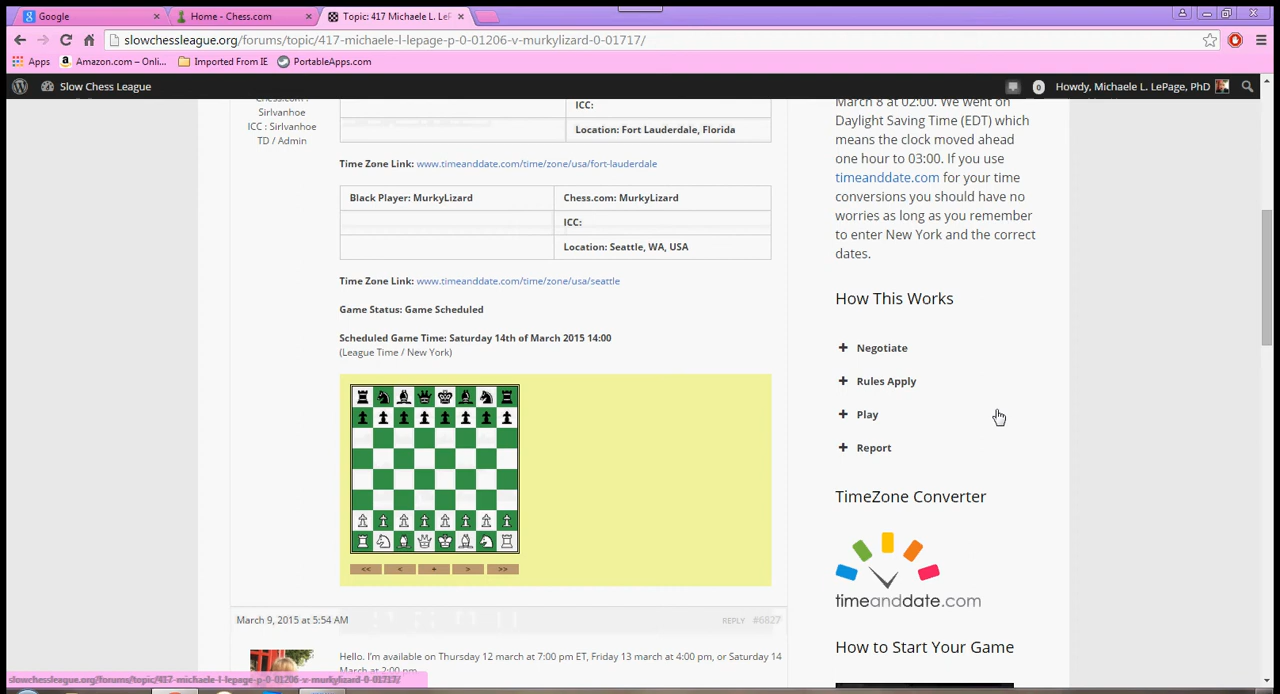 Google
Home - Chess.com
Topic: 417 Michaele L. LeP
slowchessleague.org/forums/topic/417-michaele-l-lepage-p-0-01206-v-murkylizard-0-01717/
Apps
Amazon.com – Onli...
Imported From IE
PortableApps.com
Slow Chess League
0
Howdy, Michaele L. LePage, PhD
Chess.com :
SirIvanhoe
ICC : SirIvanhoe
TD / Admin
ICC:
Location: Fort Lauderdale, Florida
Time Zone Link: www.timeanddate.com/time/zone/usa/fort-lauderdale
Black Player: MurkyLizard
Chess.com: MurkyLizard
ICC:
Location: Seattle, WA, USA
Time Zone Link: www.timeanddate.com/time/zone/usa/seattle
Game Status: Game Scheduled
Scheduled Game Time: Saturday 14th of March 2015 14:00
(League Time / New York)
<< < + > >>
March 9, 2015 at 5:54 AM
REPLY #6827
Hello. I'm available on Thursday 12 march at 7:00 pm ET, Friday 13 march at 4:00 pm, or Saturday 14
March at 2:00 pm
slowchessleague.org/forums/topic/417-michaele-l-lepage-p-0-01206-v-murkylizard-0-01717/
March 8 at 02:00. We went on
Daylight Saving Time (EDT) which
means the clock moved ahead
one hour to 03:00. If you use
timeanddate.com for your time
conversions you should have no
worries as long as you remember
to enter New York and the correct
dates.
How This Works
+ Negotiate
+ Rules Apply
+ Play
+ Report
TimeZone Converter
timeanddate.com
How to Start Your Game